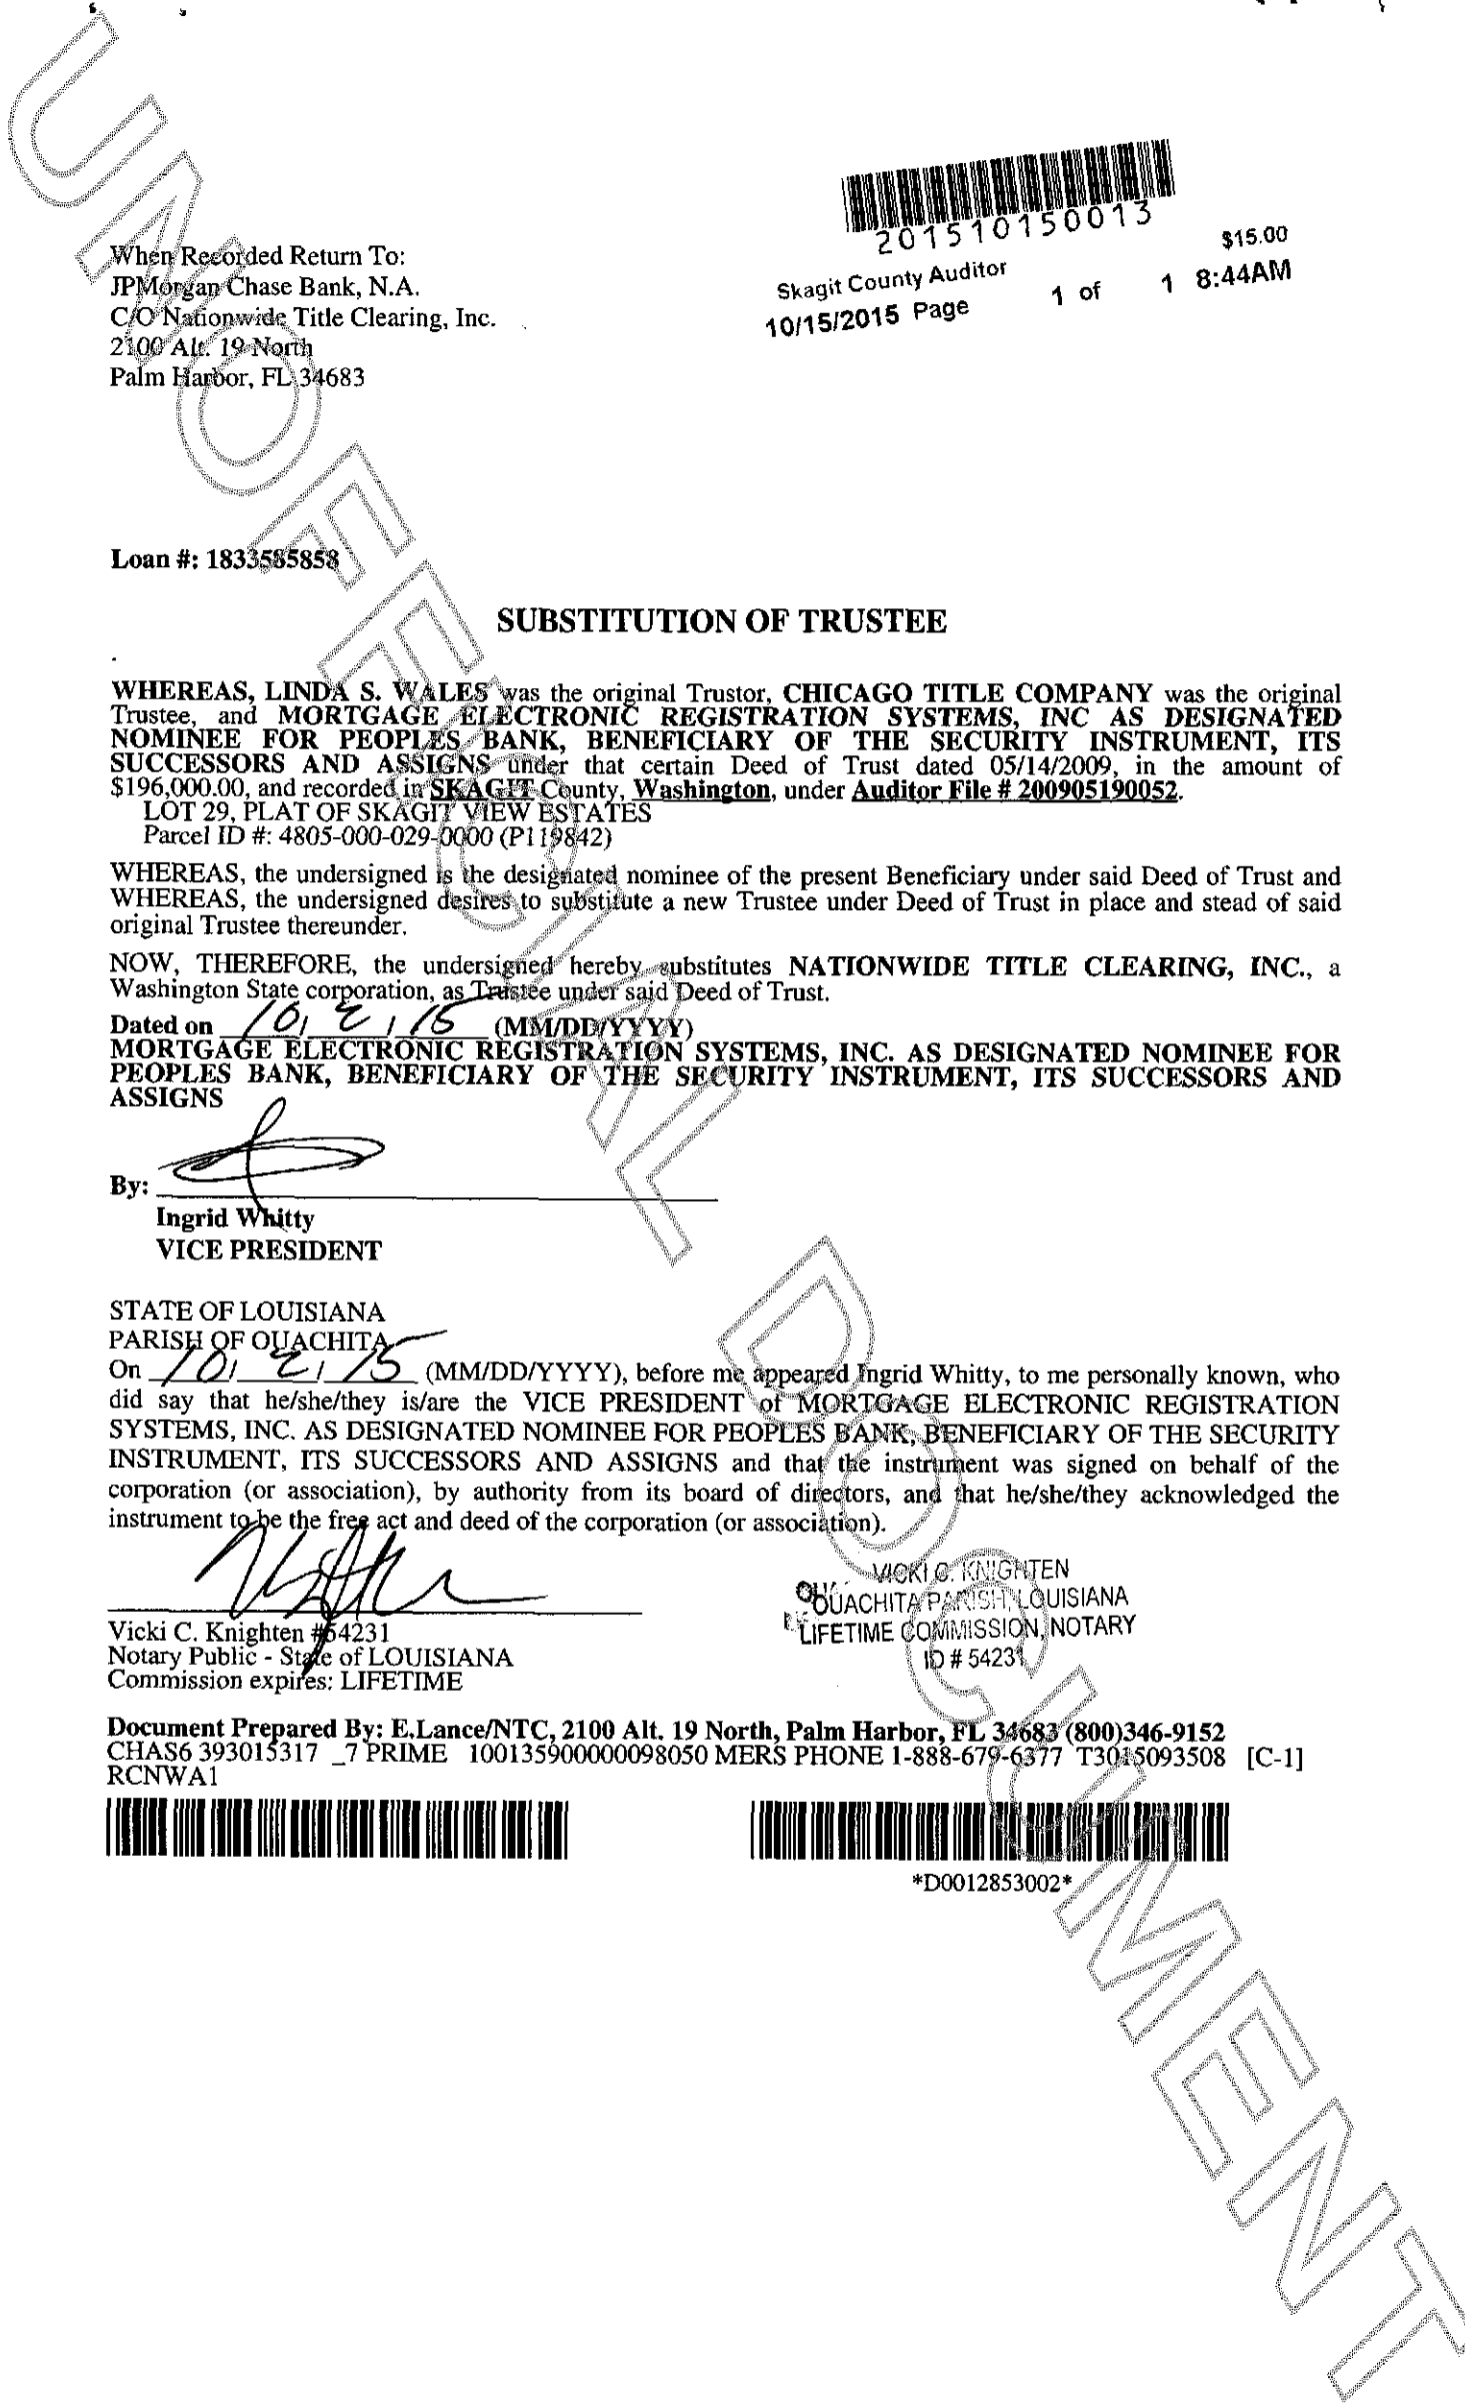 When Recorded Return To:
JPMorgan Chase Bank, N.A.
C/O Nationwide Title Clearing, Inc.
2100 Alt. 19 North
Palm Harbor, FL 34683
201510150013
Skagit County Auditor $15.00
10/15/2015 Page 1 of 1 8:44AM
Loan #: 1833585858
SUBSTITUTION OF TRUSTEE
WHEREAS, LINDA S. WALES was the original Trustor, CHICAGO TITLE COMPANY was the original
Trustee, and MORTGAGE ELECTRONIC REGISTRATION SYSTEMS, INC AS DESIGNATED
NOMINEE FOR PEOPLES BANK, BENEFICIARY OF THE SECURITY INSTRUMENT, ITS
SUCCESSORS AND ASSIGNS under that certain Deed of Trust dated 05/14/2009, in the amount of
$196,000.00, and recorded in SKAGIT County, Washington, under Auditor File # 200905190052.
LOT 29, PLAT OF SKAGIT VIEW ESTATES
Parcel ID #: 4805-000-029-0000 (P119842)
WHEREAS, the undersigned is the designated nominee of the present Beneficiary under said Deed of Trust and
WHEREAS, the undersigned desires to substitute a new Trustee under Deed of Trust in place and stead of said
original Trustee thereunder.
NOW, THEREFORE, the undersigned hereby substitutes NATIONWIDE TITLE CLEARING, INC., a
Washington State corporation, as Trustee under said Deed of Trust.
Dated on 10/ 2 / 15 (MM/DD/YYYY)
MORTGAGE ELECTRONIC REGISTRATION SYSTEMS, INC. AS DESIGNATED NOMINEE FOR
PEOPLES BANK, BENEFICIARY OF THE SECURITY INSTRUMENT, ITS SUCCESSORS AND
ASSIGNS
By:
Ingrid Whitty
VICE PRESIDENT
STATE OF LOUISIANA
PARISH OF OUACHITA
On 10/ 2 / 15 (MM/DD/YYYY), before me appeared Ingrid Whitty, to me personally known, who
did say that he/she/they is/are the VICE PRESIDENT of MORTGAGE ELECTRONIC REGISTRATION
SYSTEMS, INC. AS DESIGNATED NOMINEE FOR PEOPLES BANK, BENEFICIARY OF THE SECURITY
INSTRUMENT, ITS SUCCESSORS AND ASSIGNS and that the instrument was signed on behalf of the
corporation (or association), by authority from its board of directors, and that he/she/they acknowledged the
instrument to be the free act and deed of the corporation (or association).
VICKI C. KNIGHTEN
OUACHITA PARISH, LOUISIANA
LIFETIME COMMISSION, NOTARY
ID # 54231
Vicki C. Knighten #54231
Notary Public - State of LOUISIANA
Commission expires: LIFETIME
Document Prepared By: E.Lance/NTC, 2100 Alt. 19 North, Palm Harbor, FL 34683 (800)346-9152
CHAS6 393015317 _7 PRIME 100135900000098050 MERS PHONE 1-888-679-6377 T3015093508 [C-1]
RCNWA1
*D0012853002*
UNOFFICIAL DOCUMENT